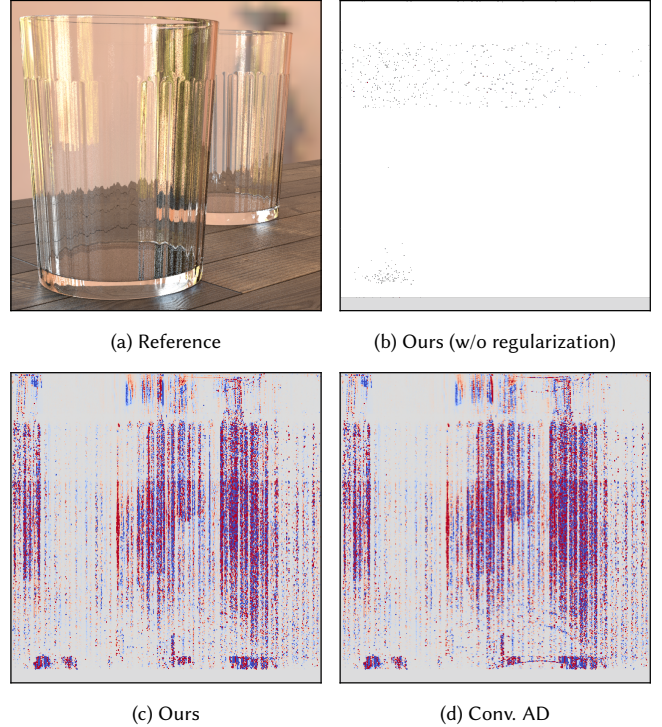 (a) Reference
(b) Ours (w/o regularization)
(c) Ours
(d) Conv. AD